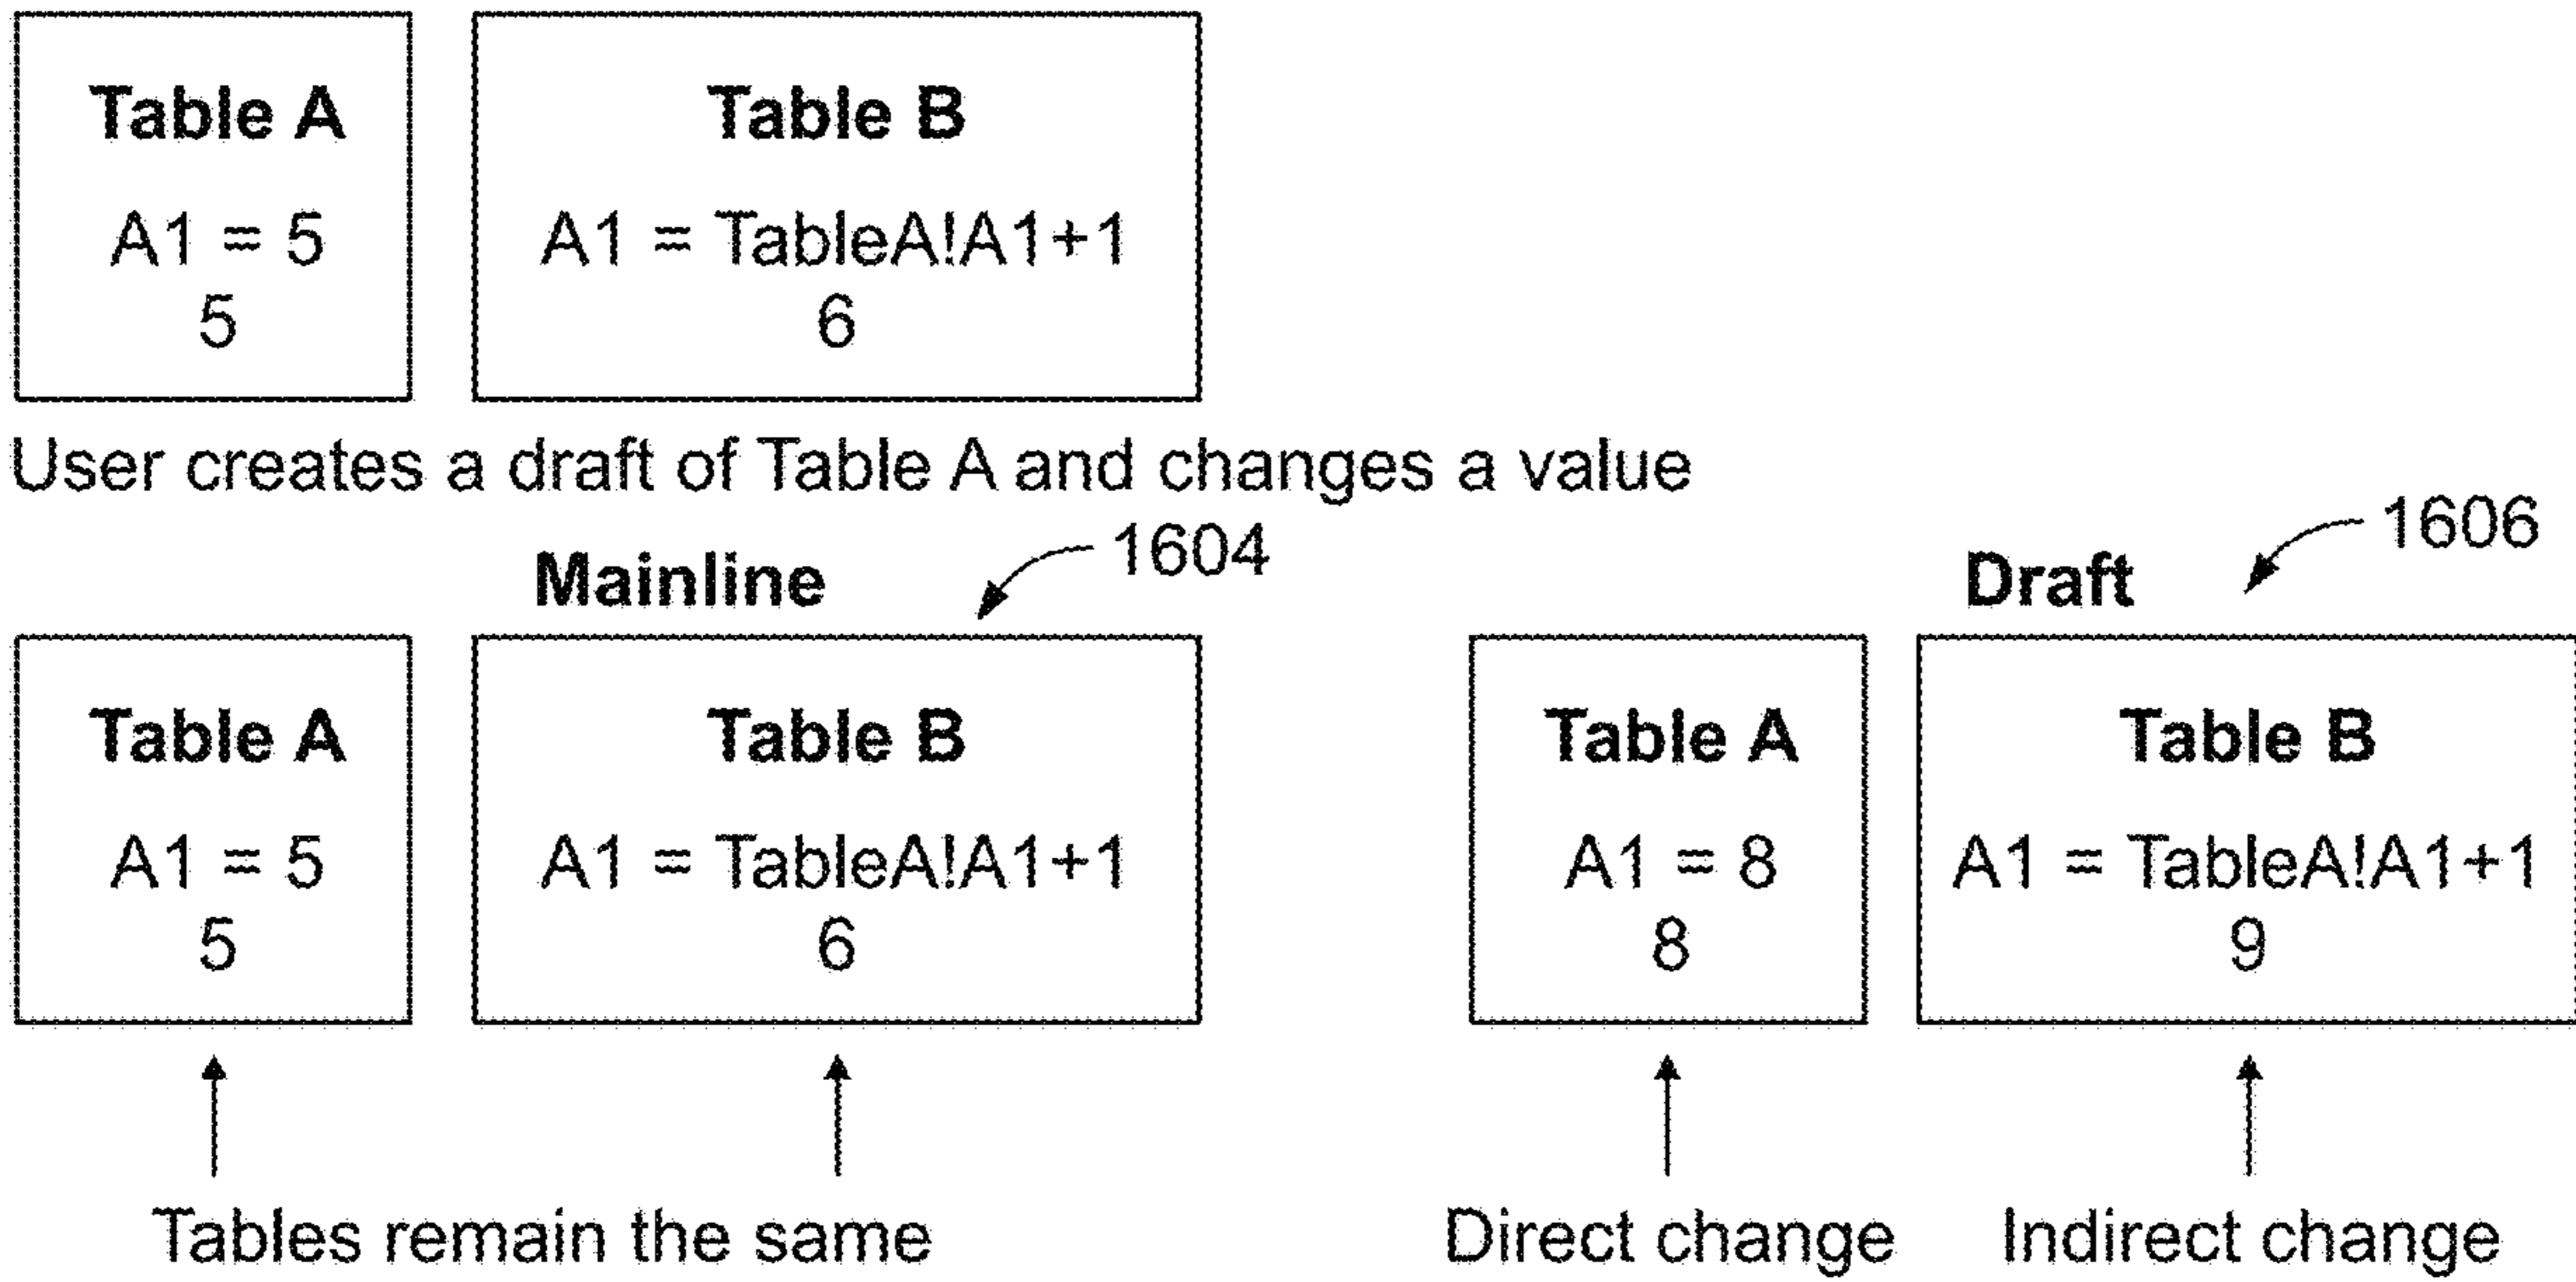 Table A
A1 = 5
5
Table B
A1 = TableA!A1+1
6
User creates a draft of Table A and changes a value
Mainline
1604
Draft
1606
Table A
A1 = 5
5
Table B
A1 = TableA!A1+1
6
Table A
A1 = 8
8
Table B
A1 = TableA!A1+1
9
Tables remain the same
Direct change
Indirect change